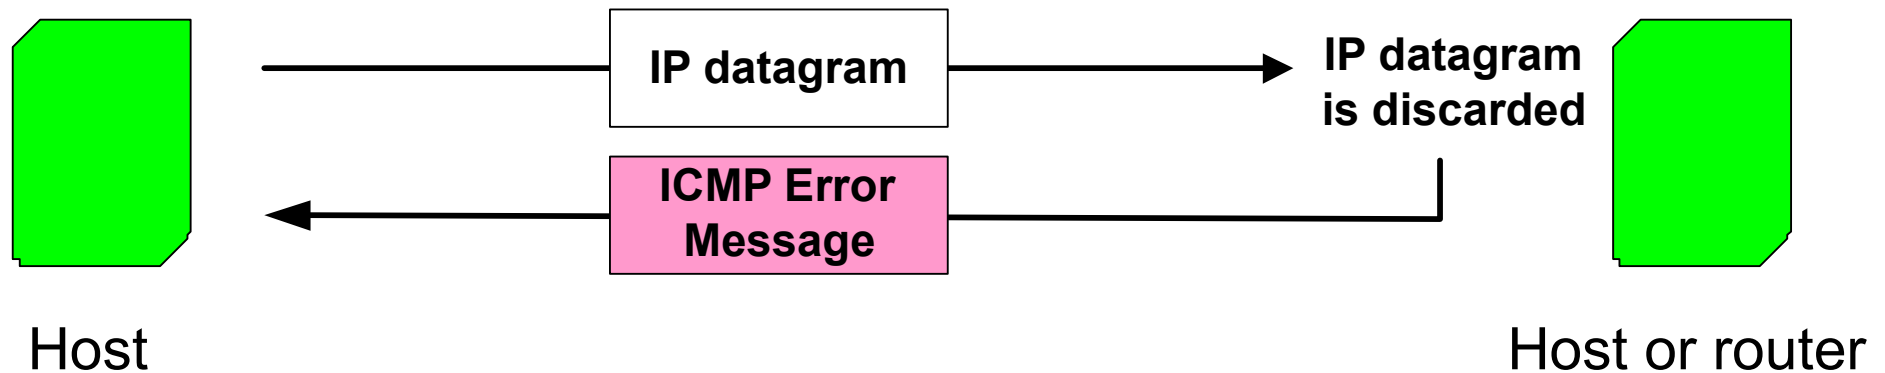 IP datagram
IP datagram
is discarded
ICMP Error
Message
Host
Host or router